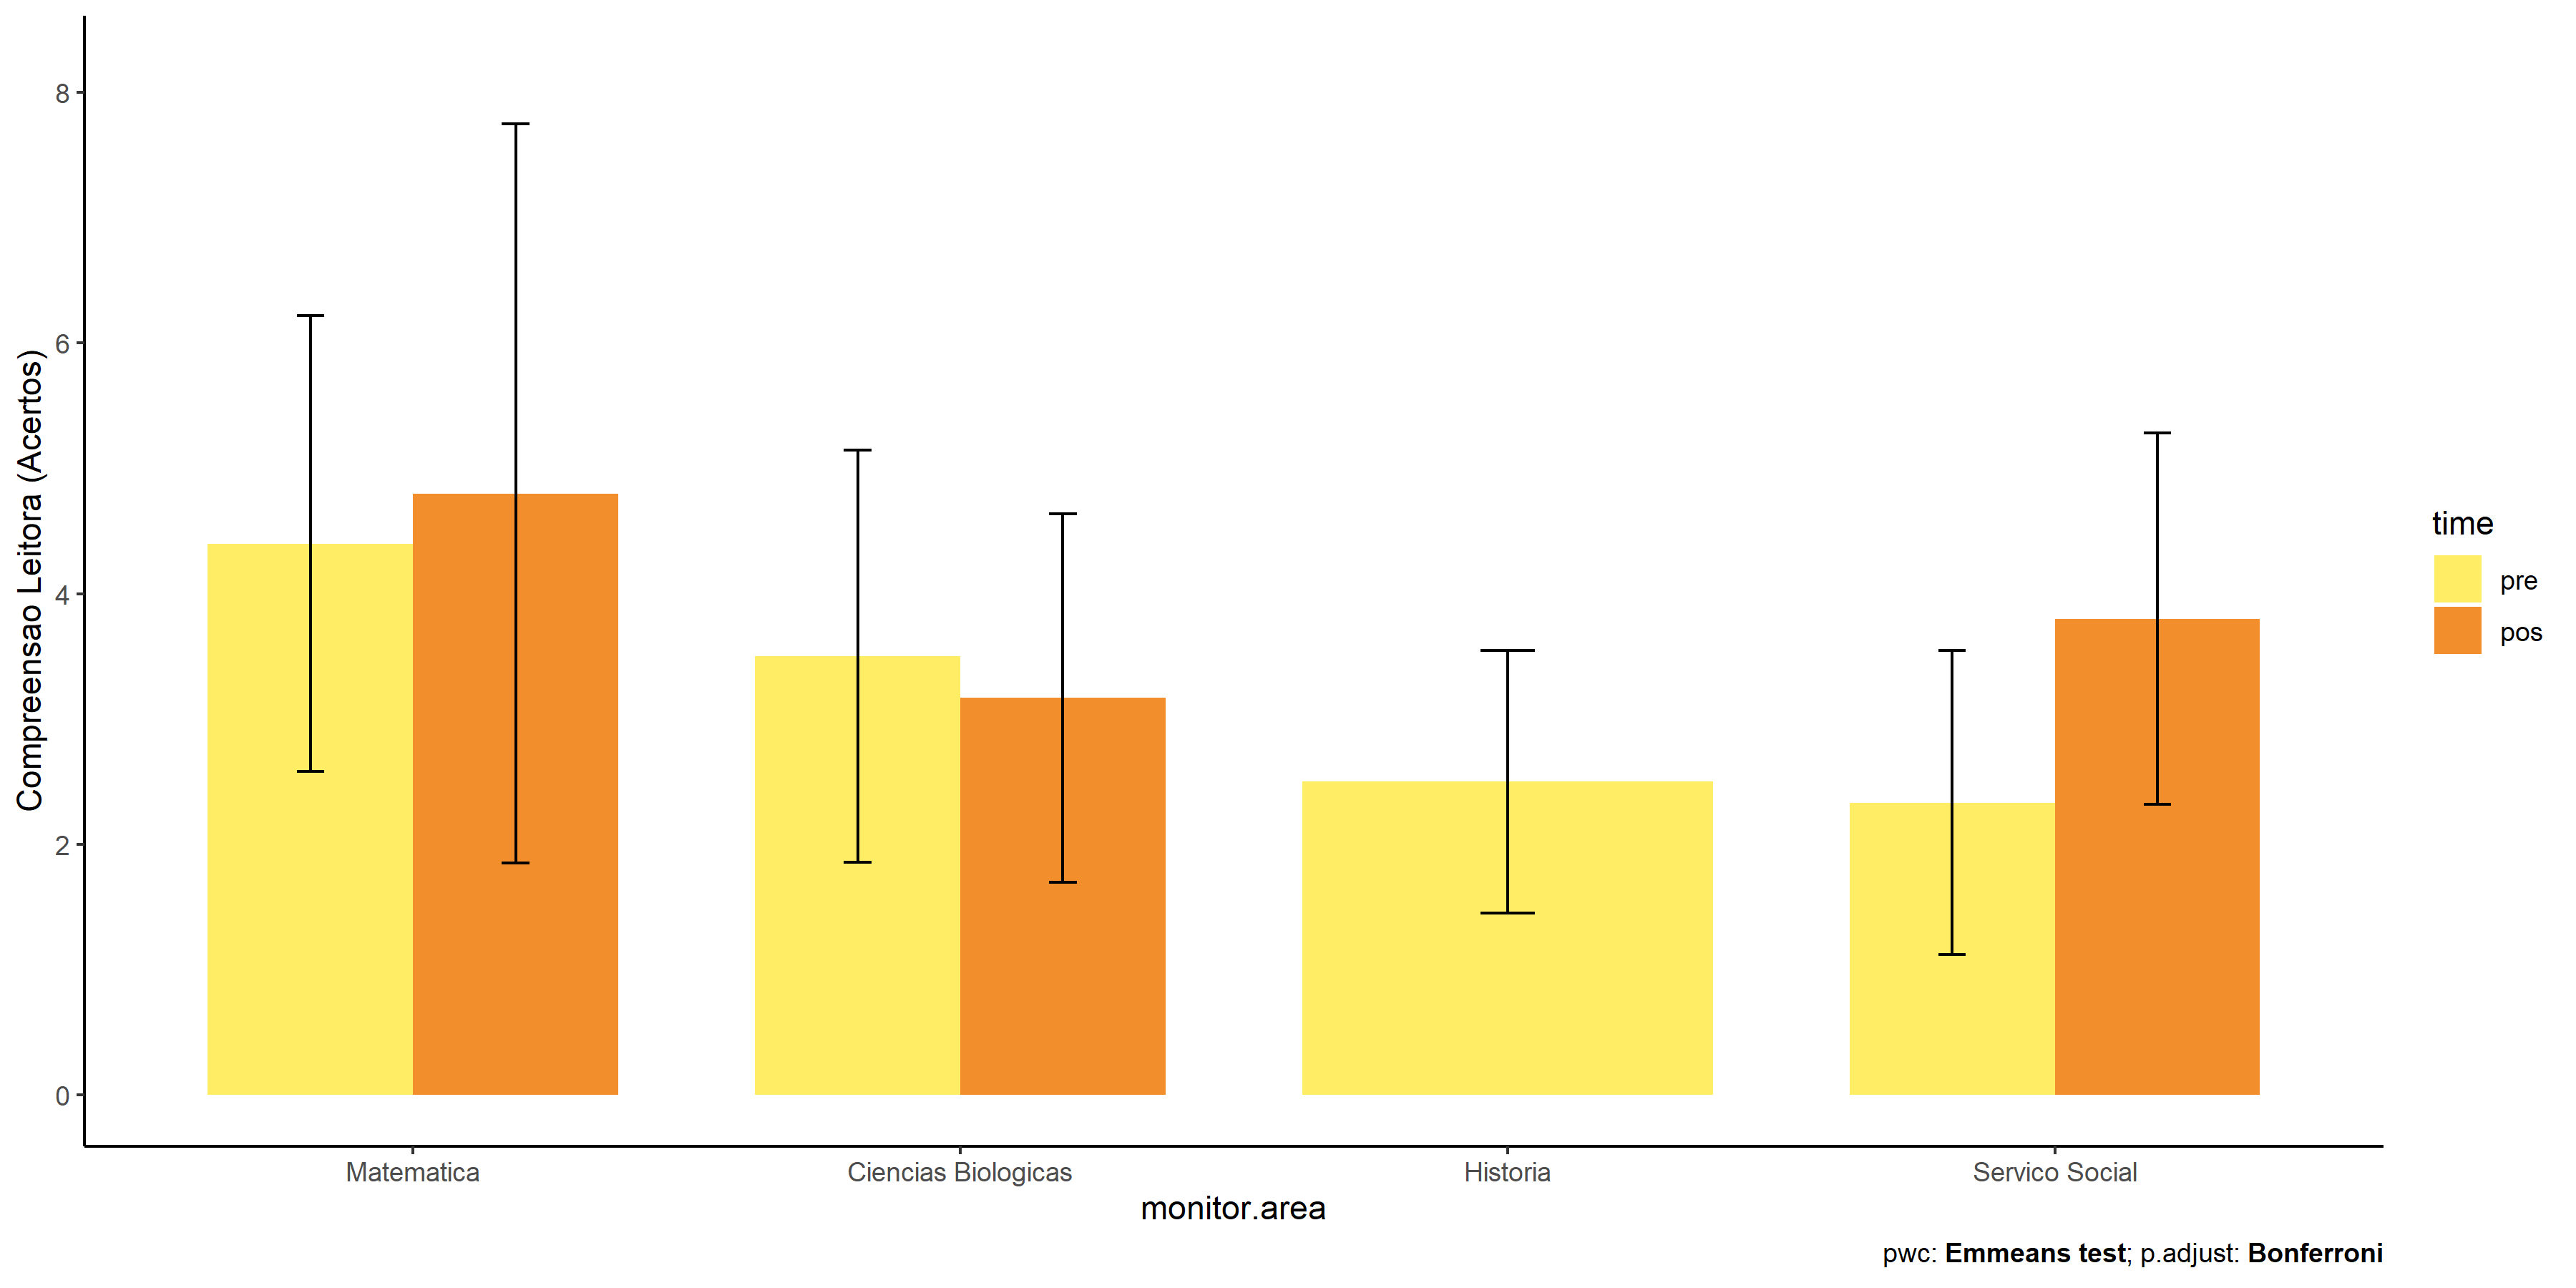 Compreensao Leitora (Acertos)
8
6
4
2
0
Matematica
Ciencias Biologicas
Historia
Servico Social
monitor.area
time
pre
pos
pwc: Emmeans test; p.adjust: Bonferroni